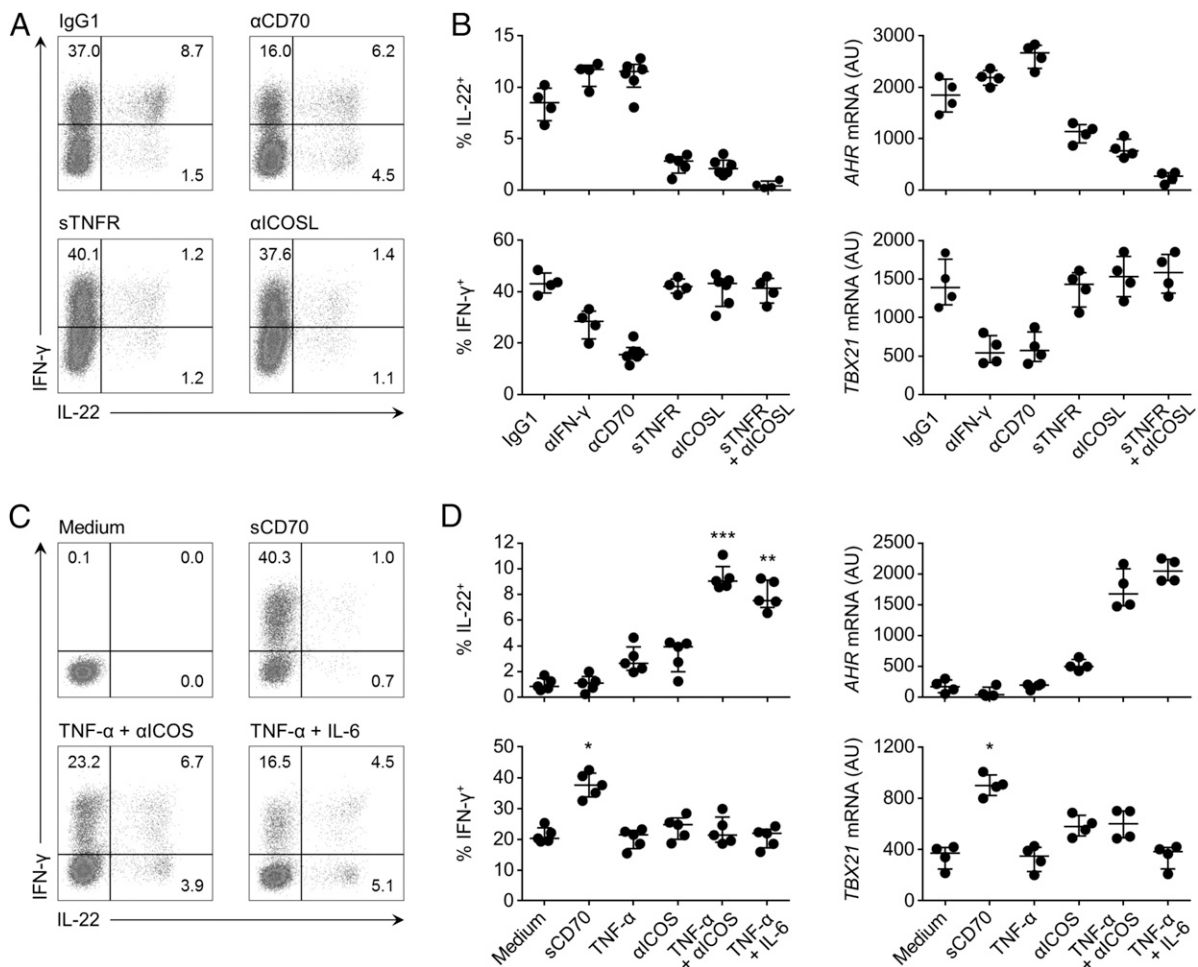 A
IgG1
αCD70
37.0 8.7
1.5
16.0 6.2
4.5
sTNFR
αICOSL
40.1 1.2
1.2
37.6 1.4
1.1
IFN-γ
IL-22
B
% IL-22+
15
10
5
0
AHR mRNA (AU)
3000
2000
1000
0
% IFN-γ+
60
40
20
0
IgG1
αIFN-γ
αCD70
sTNFR
αICOSL
sTNFR
+ αICOSL
TBX21 mRNA (AU)
2000
1500
1000
500
0
IgG1
αIFN-γ
αCD70
sTNFR
αICOSL
sTNFR
+ αICOSL
C
Medium
sCD70
0.1 0.0
0.0
40.3 1.0
0.7
TNF-α + αICOS
TNF-α + IL-6
23.2 6.7
3.9
16.5 4.5
5.1
IFN-γ
IL-22
D
% IL-22+
12
10
8
6
4
2
0
***
**
AHR mRNA (AU)
2500
2000
1500
1000
500
0
% IFN-γ+
50
40
30
20
10
0
*
Medium
sCD70
TNF-α
αICOS
TNF-α
+ αICOS
TNF-α
+ IL-6
TBX21 mRNA (AU)
1200
800
400
0
*
Medium
sCD70
TNF-α
αICOS
TNF-α
+ αICOS
TNF-α
+ IL-6